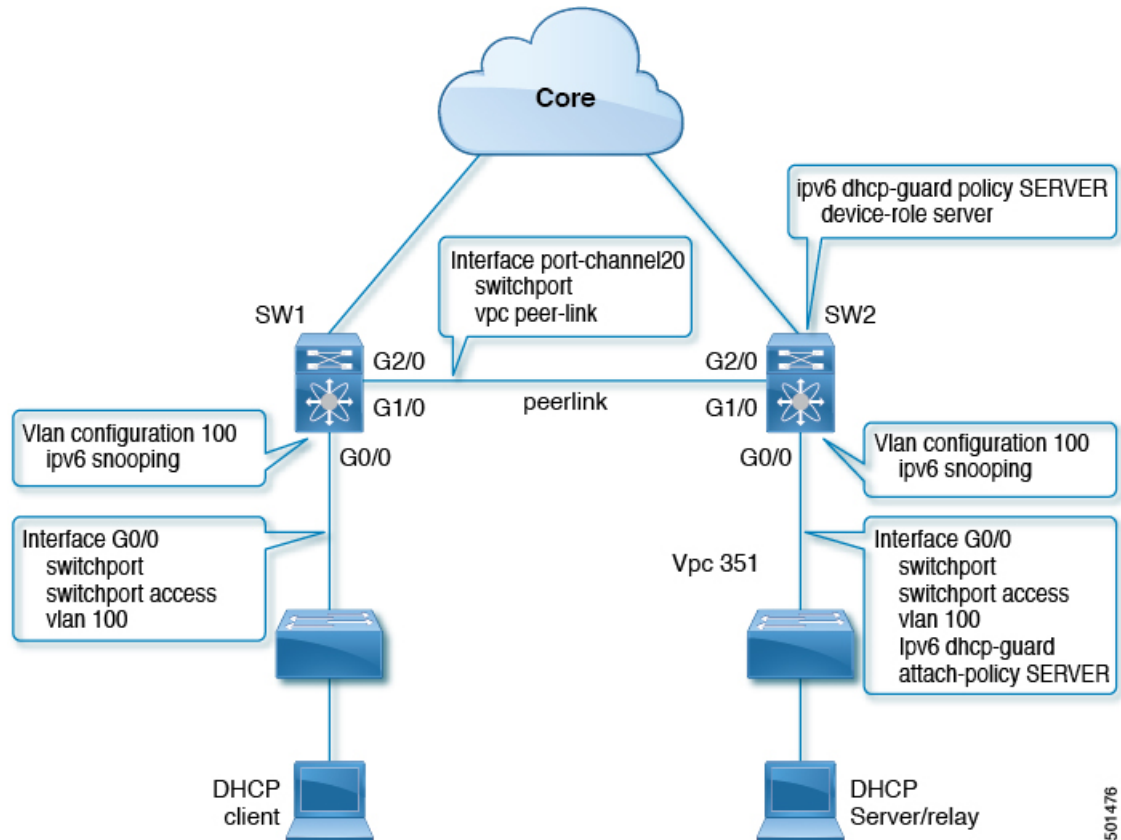 Core
ipv6 dhcp-guard policy SERVER
device-role server
Interface port-channel20
switchport
vpc peer-link
SW1
SW2
G2/0
G2/0
peerlink
G1/0
G1/0
Vlan configuration 100
ipv6 snooping
G0/0
G0/0
Vlan configuration 100
ipv6 snooping
Interface G0/0
switchport
switchport access
vlan 100
Vpc 351
Interface G0/0
switchport
switchport access
vlan 100
Ipv6 dhcp-guard
attach-policy SERVER
DHCP
client
DHCP
Server/relay
501476